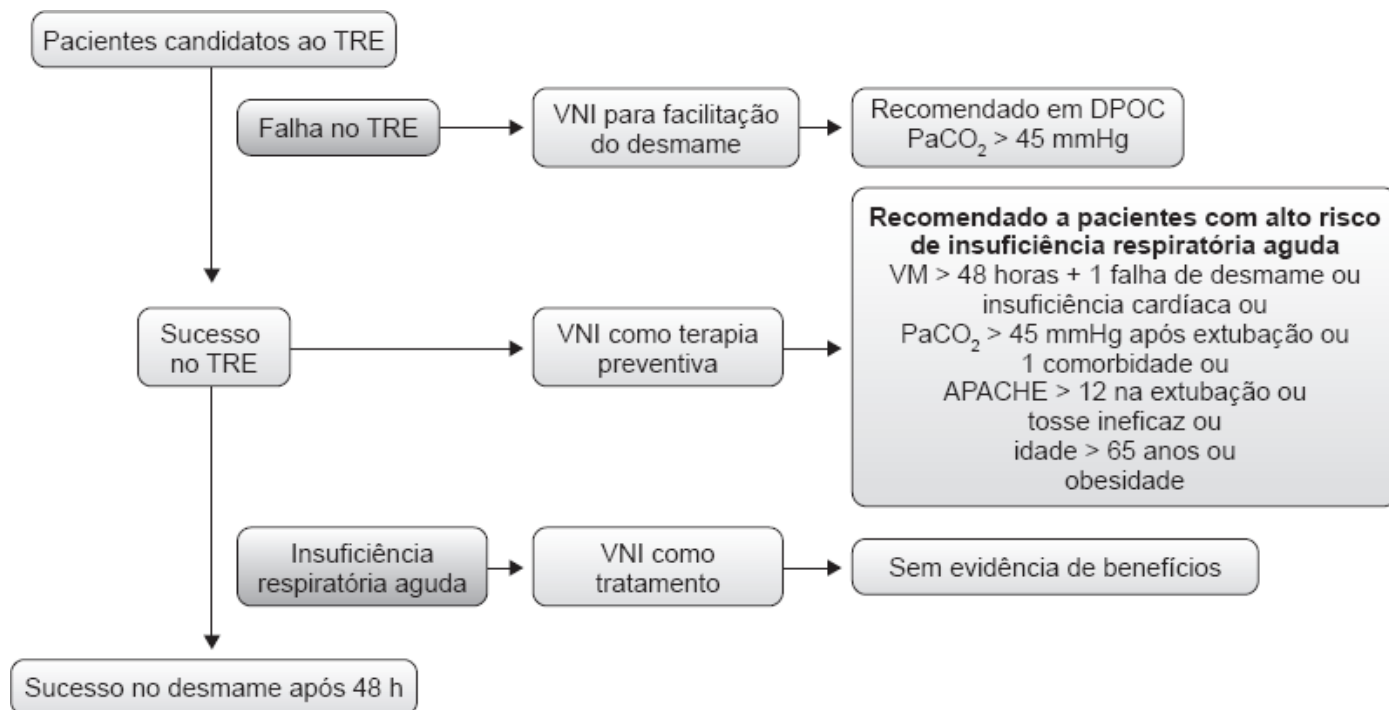 Pacientes candidatos ao TRE
Falha no TRE
VNI para facilitação
do desmame
Recomendado em DPOC
PaCO₂ > 45 mmHg
Sucesso
no TRE
VNI como terapia
preventiva
Recomendado a pacientes com alto risco
de insuficiência respiratória aguda
VM > 48 horas + 1 falha de desmame ou
insuficiência cardíaca ou
PaCO₂ > 45 mmHg após extubação ou
1 comorbidade ou
APACHE > 12 na extubação ou
tosse ineficaz ou
idade > 65 anos ou
obesidade
Insuficiência
respiratória aguda
VNI como
tratamento
Sem evidência de benefícios
Sucesso no desmame após 48 h